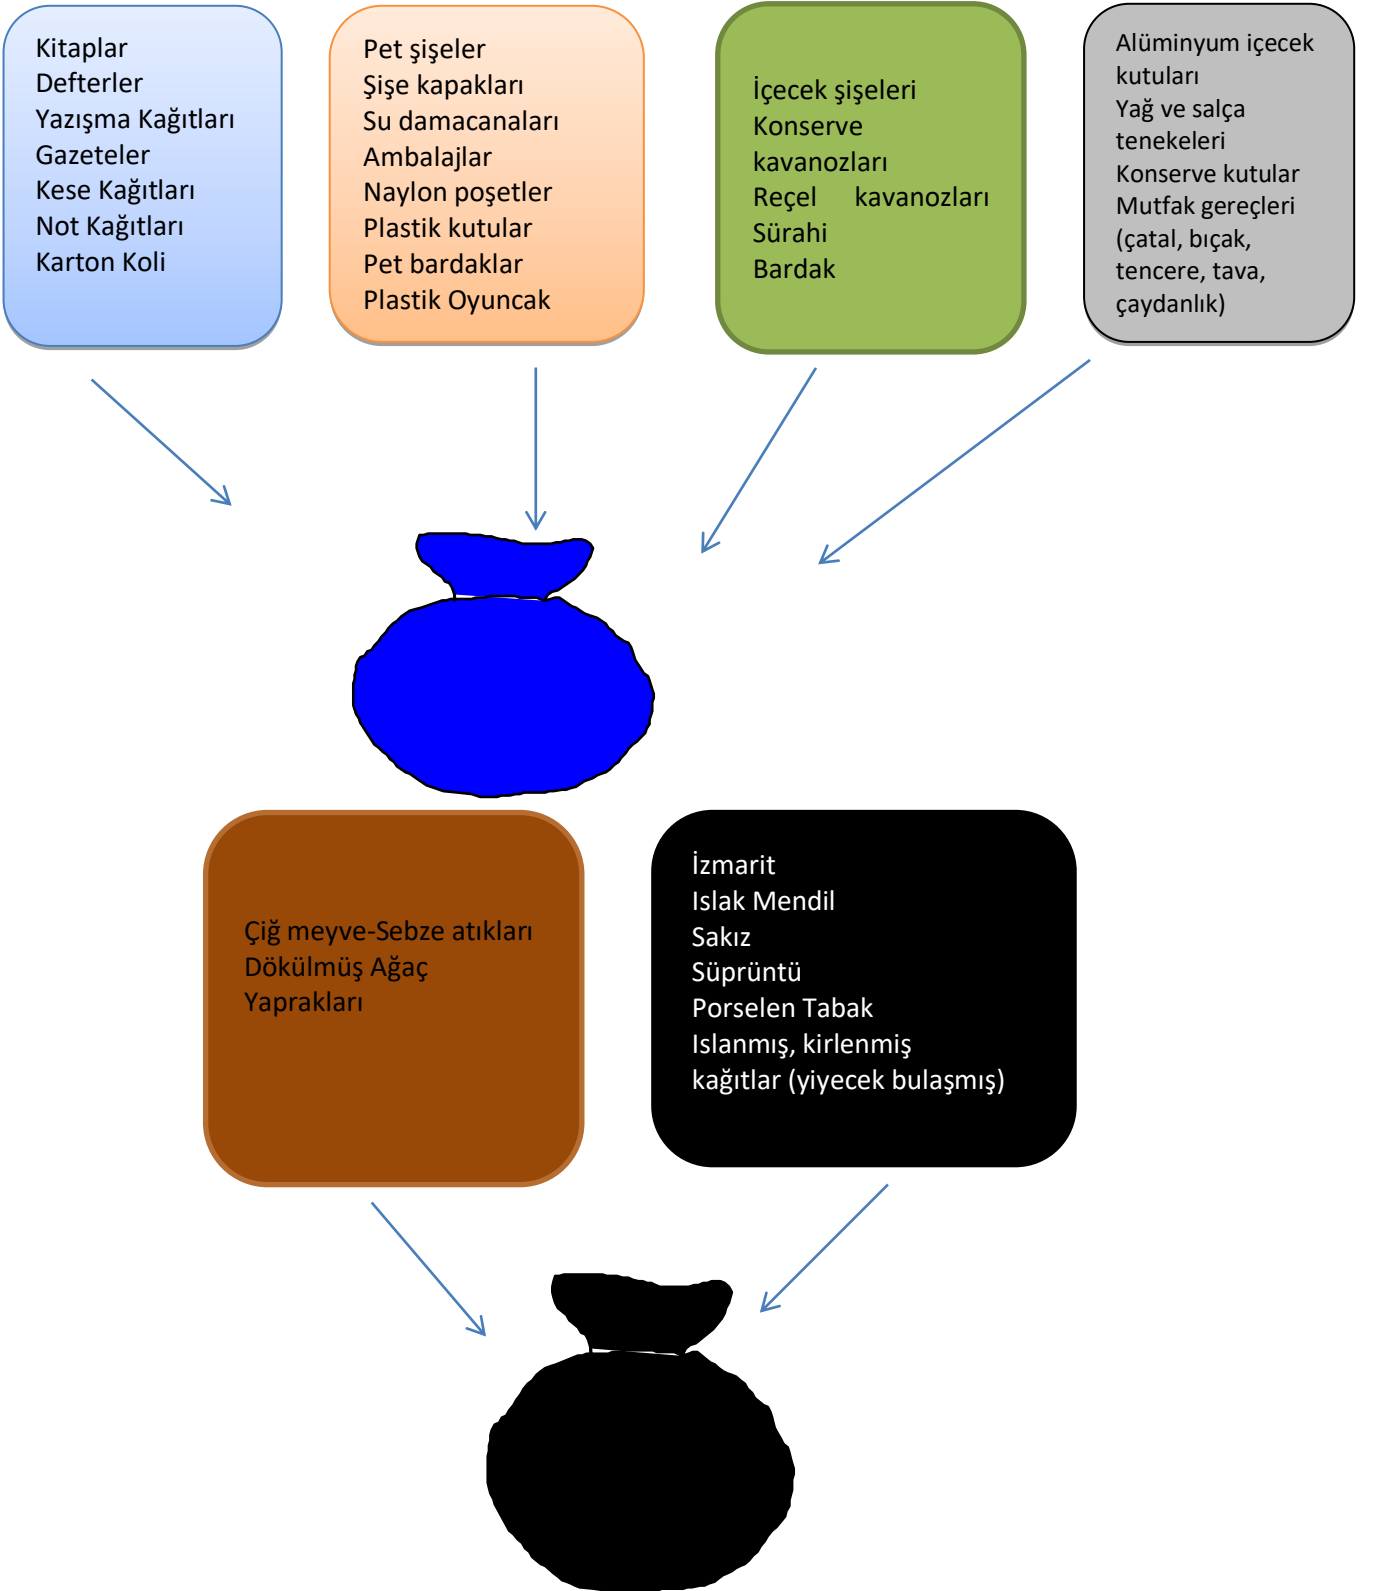 Kitaplar
Defterler
Yazışma Kağıtları
Gazeteler
Kese Kağıtları
Not Kağıtları
Karton Koli
Pet şişeler
Şişe kapakları
Su damacanaları
Ambalajlar
Naylon poşetler
Plastik kutular
Pet bardaklar
Plastik Oyuncak
İçecek şişeleri
Konserve
kavanozları
Reçel kavanozları
Sürahi
Bardak
Alüminyum içecek
kutuları
Yağ ve salça
tenekeleri
Konserve kutular
Mutfak gereçleri
(çatal, bıçak,
tencere, tava,
çaydanlık)
Çiğ meyve-Sebze atıkları
Dökülmüş Ağaç
Yaprakları
İzmarit
Islak Mendil
Sakız
Süprüntü
Porselen Tabak
Islanmış, kirlenmiş
kağıtlar (yiyecek bulaşmış)